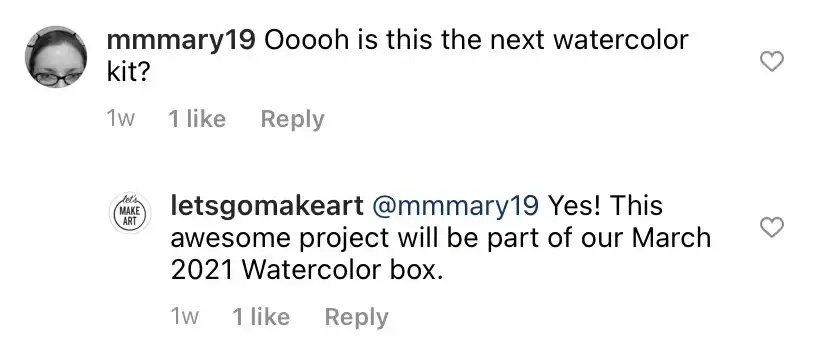 mmmary19 Ooooh is this the next watercolor
kit?
1w 1 like Reply
let's
MAKE
ART
letsgomakeart @mmmary19 Yes! This
awesome project will be part of our March
2021 Watercolor box.
1w 1 like Reply